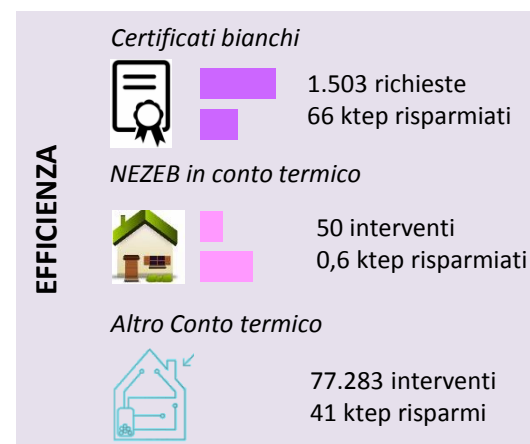 EFFICIENZA
Certificati bianchi
1.503 richieste
66 ktep risparmiati
NEZEB in conto termico
50 interventi
0,6 ktep risparmiati
Altro Conto termico
77.283 interventi
41 ktep risparmi